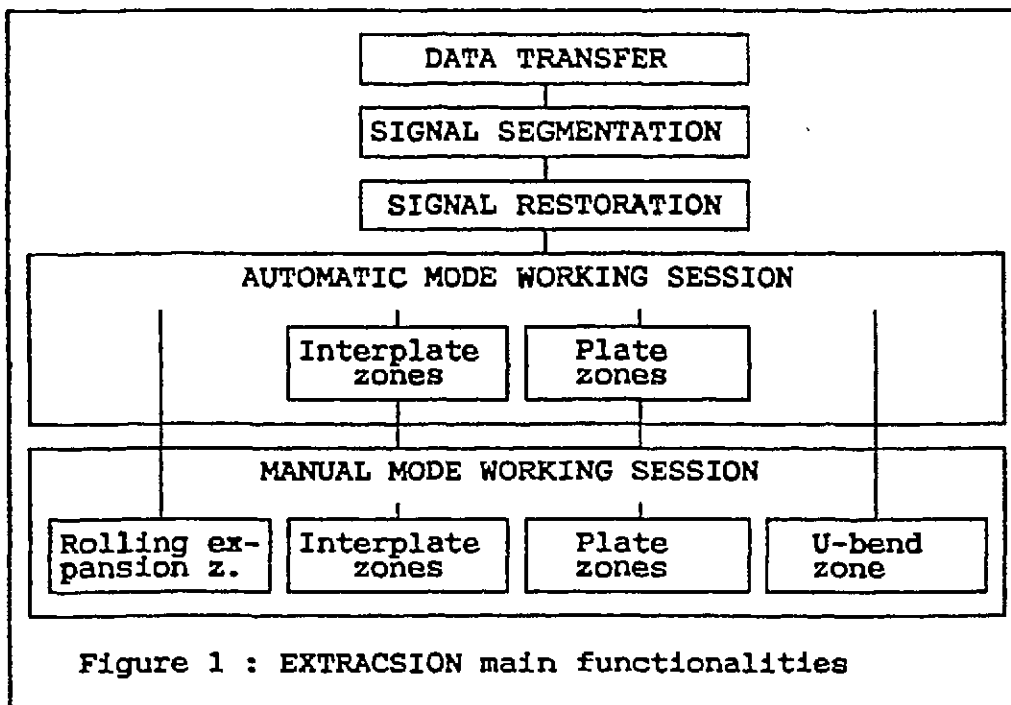 DATA TRANSFER
SIGNAL SEGMENTATION
SIGNAL RESTORATION
AUTOMATIC MODE WORKING SESSION
Interplate
zones
Plate
zones
MANUAL MODE WORKING SESSION
Rolling ex-
pansion z.
Interplate
zones
Plate
zones
U-bend
zone
Figure 1 : EXTRACSION main functionalities